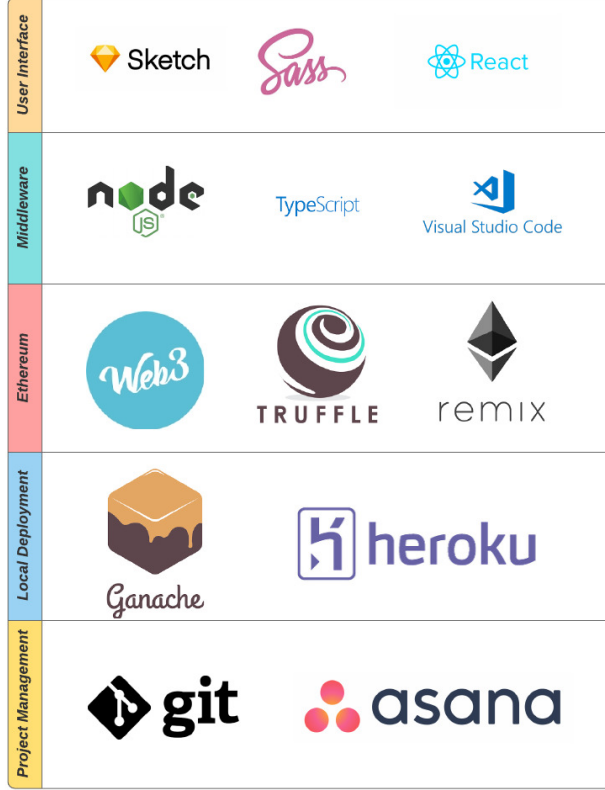 User Interface
Sketch
Sass
React
Middleware
node
JS
TypeScript
Visual Studio Code
Ethereum
Web3
TRUFFLE
remix
Local Deployment
Ganache
heroku
Project Management
git
asana